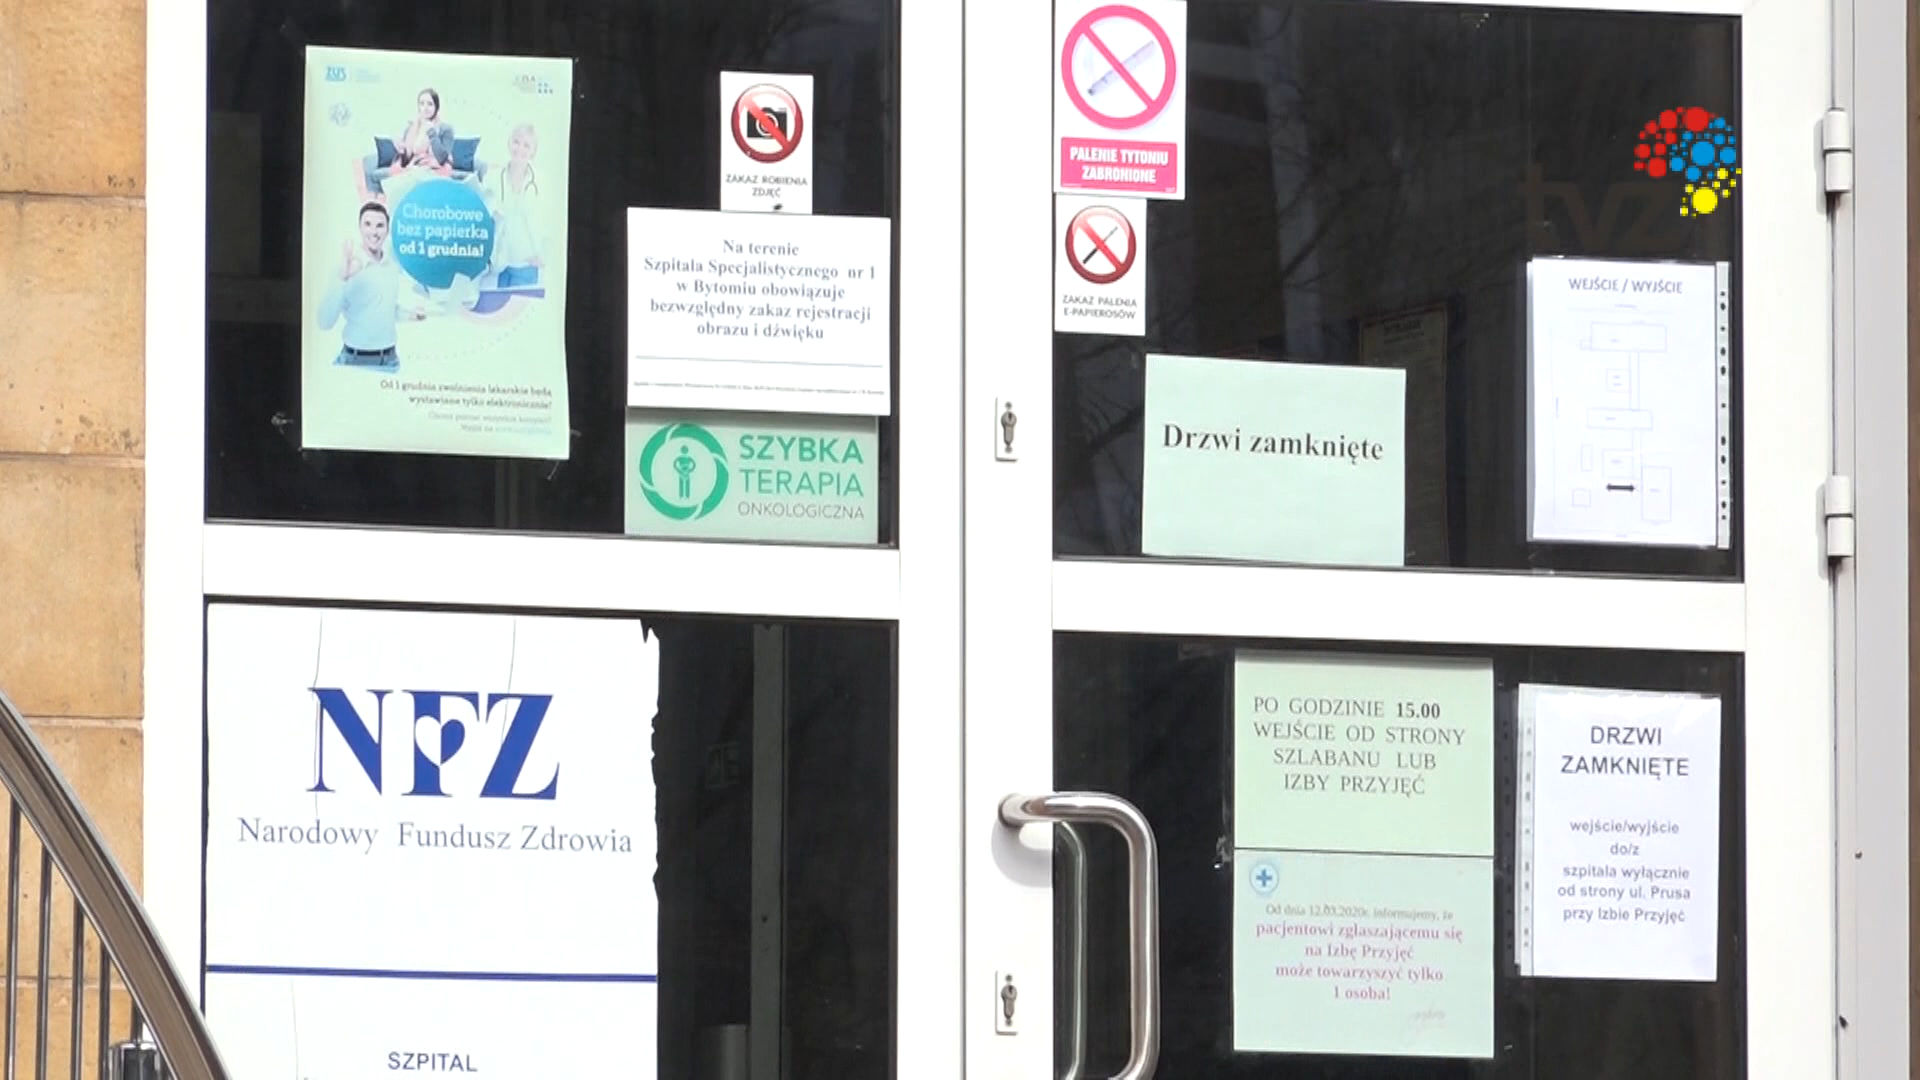 ZUS
Chorobowe
bez papierka
od 1 grudnia!
Od 1 grudnia zwolnienia lekarskie będą
wystawiane tylko elektronicznie!
ZAKAZ ROBIENIA
ZDJĘĆ
Na terenie
Szpitala Specjalistycznego nr 1
w Bytomiu obowiązuje
bezwzględny zakaz rejestracji
obrazu i dźwięku
SZYBKA
TERAPIA
ONKOLOGICZNA
NFZ
Narodowy Fundusz Zdrowia
SZPITAL
PALENIE TYTONIU
ZABRONIONE
ZAKAZ PALENIA
E-PAPIEROSÓW
tvz
WEJŚCIE / WYJŚCIE
Drzwi zamknięte
PO GODZINIE 15.00
WEJŚCIE OD STRONY
SZLABANU LUB
IZBY PRZYJĘĆ
Od dnia 12.03.2020r. informujemy, że
pacjentowi zgłaszającemu się
na Izbę Przyjęć
może towarzyszyć tylko
1 osoba!
DRZWI
ZAMKNIĘTE
wejście/wyjście
do/z
szpitala wyłącznie
od strony ul. Prusa
przy Izbie Przyjęć